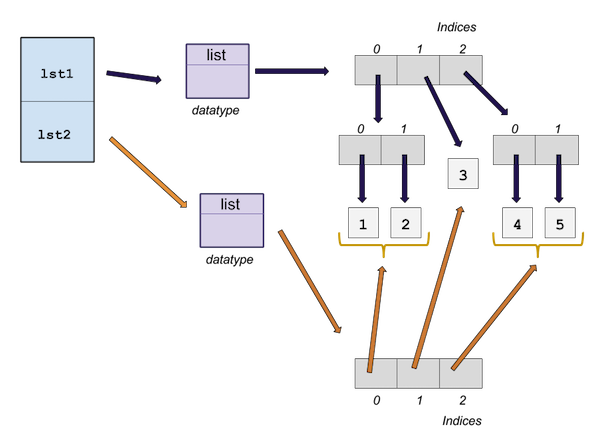 Indices
0 1 2
lst1
list
datatype
0 1
0 1
lst2
3
list
1 2
4 5
datatype
0 1 2
Indices